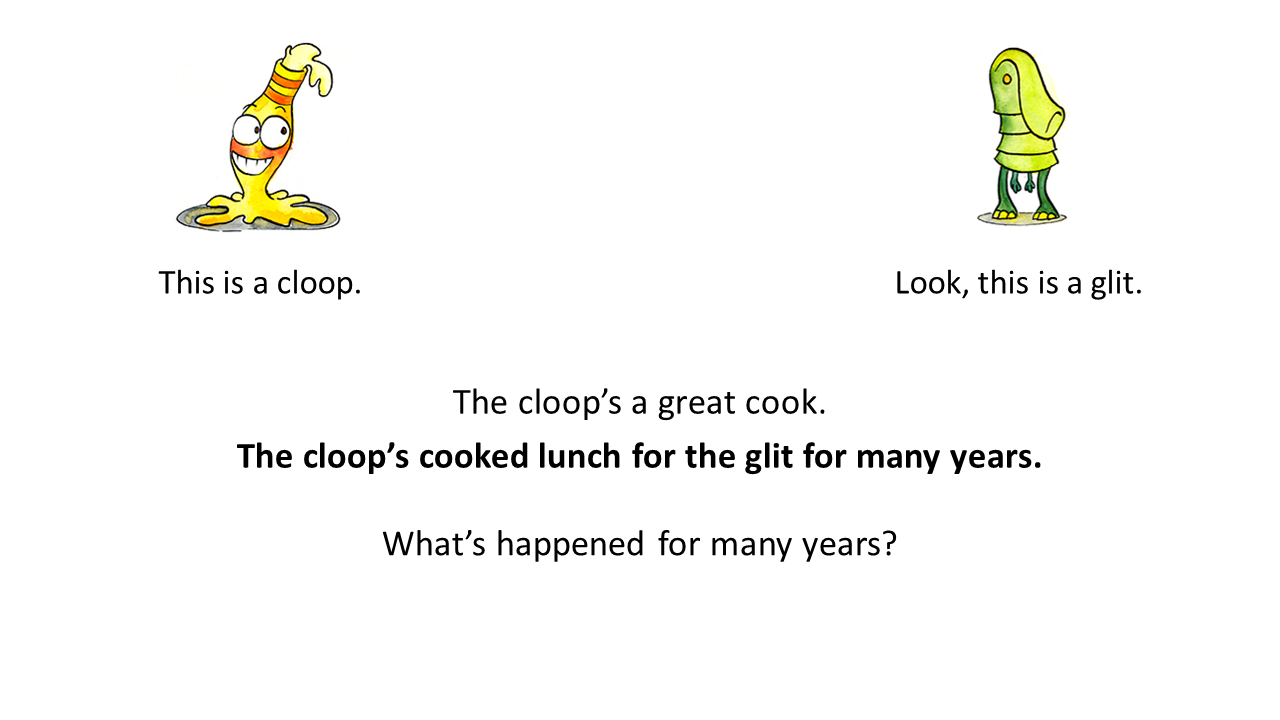 This is a cloop.
Look, this is a glit.
The cloop’s a great cook.
The cloop’s cooked lunch for the glit for many years.
What’s happened for many years?